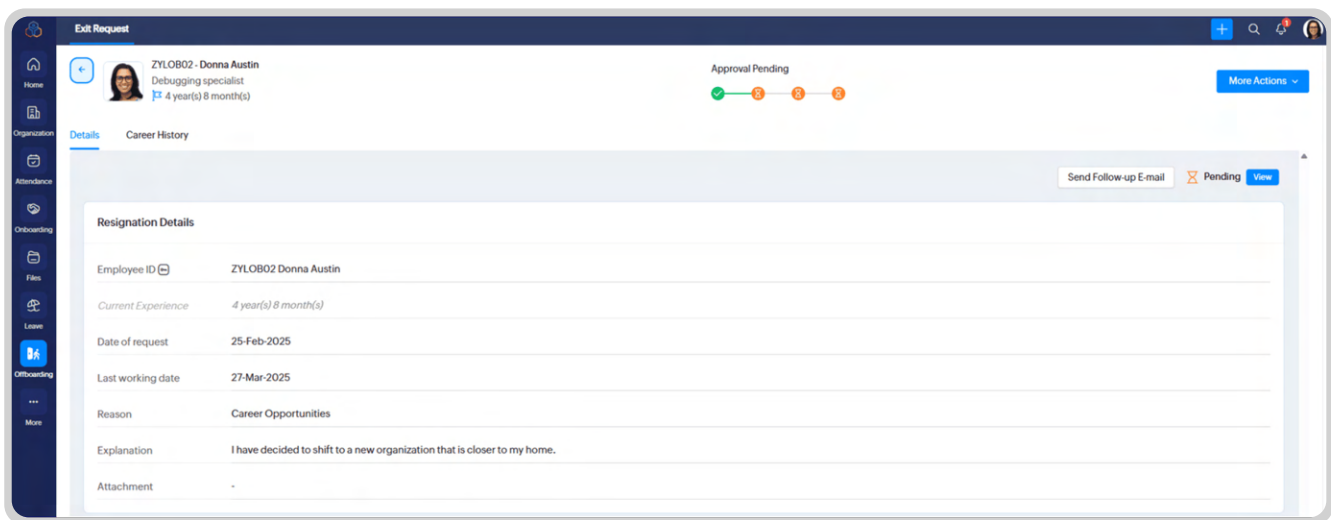 Exit Request
1
Home
Organization
Attendance
Onboarding
Files
Leave
Offboarding
More
ZYLOB02 - Donna Austin
Debugging specialist
4 year(s) 8 month(s)
Approval Pending
More Actions
Details Career History
Send Follow-up E-mail Pending View
Resignation Details
Employee ID ZYLOB02 Donna Austin
Current Experience 4 year(s) 8 month(s)
Date of request 25-Feb-2025
Last working date 27-Mar-2025
Reason Career Opportunities
Explanation I have decided to shift to a new organization that is closer to my home.
Attachment -